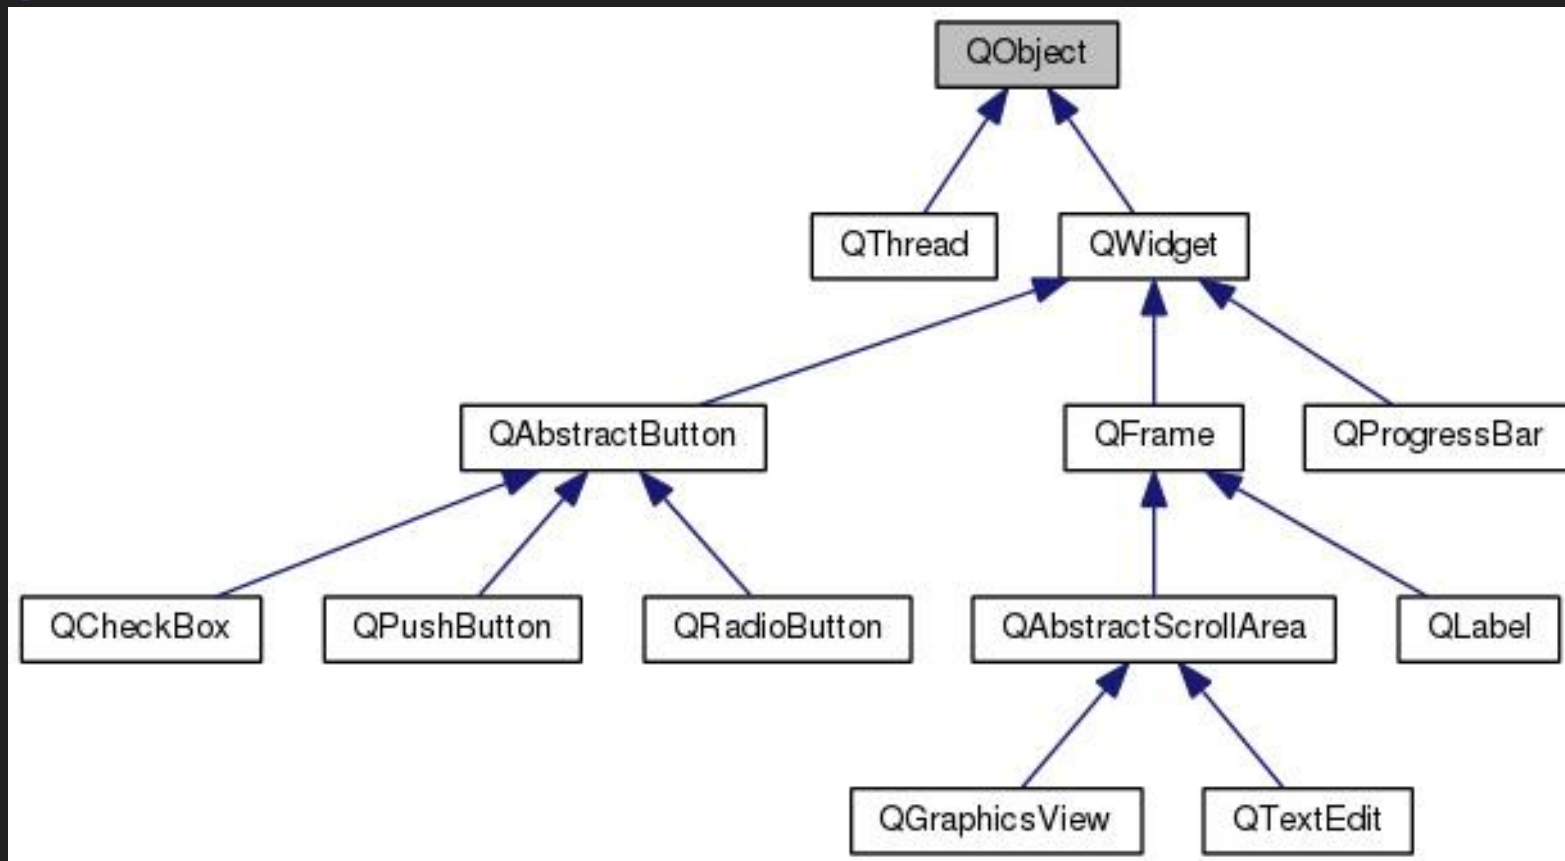 QObject
QThread
QWidget
QAbstractButton
QFrame
QProgressBar
QCheckBox
QPushButton
QRadioButton
QAbstractScrollArea
QLabel
QGraphicsView
QTextEdit